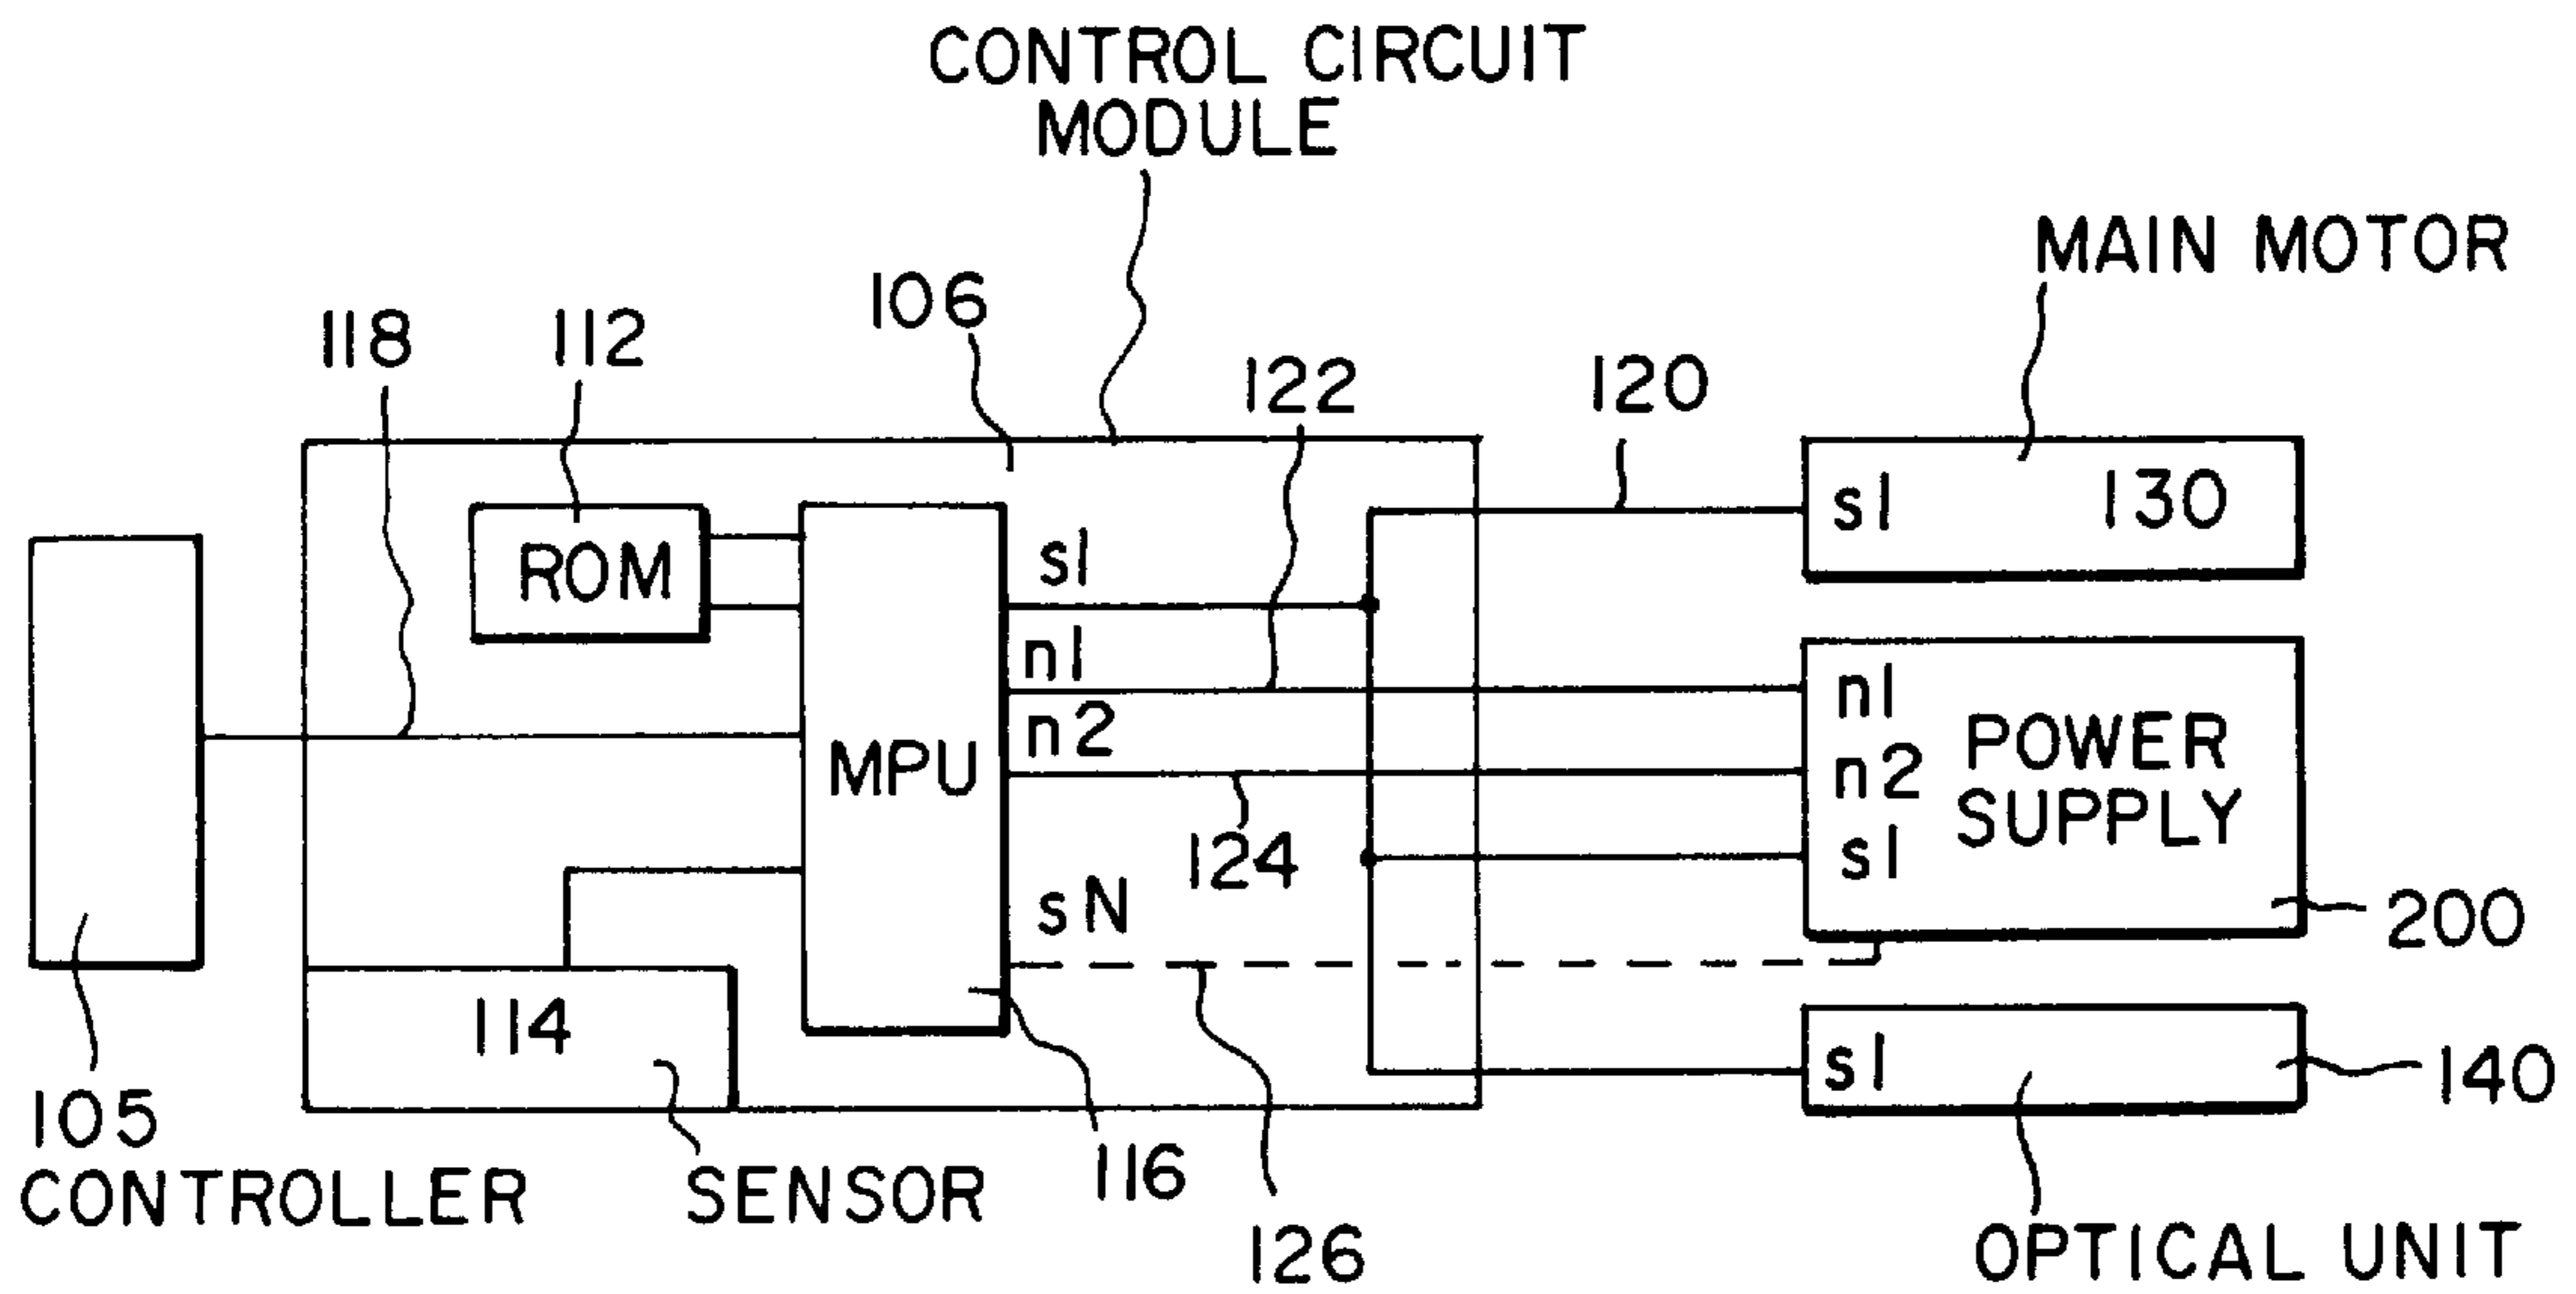 CONTROL CIRCUIT
MODULE
MAIN MOTOR
106
118
112
122
120
s1
130
ROM
s1
n1
n1
n2
POWER
MPU
n2
SUPPLY
124
s1
sN
200
114
s1
140
105
116
CONTROLLER
SENSOR
126
OPTICAL UNIT